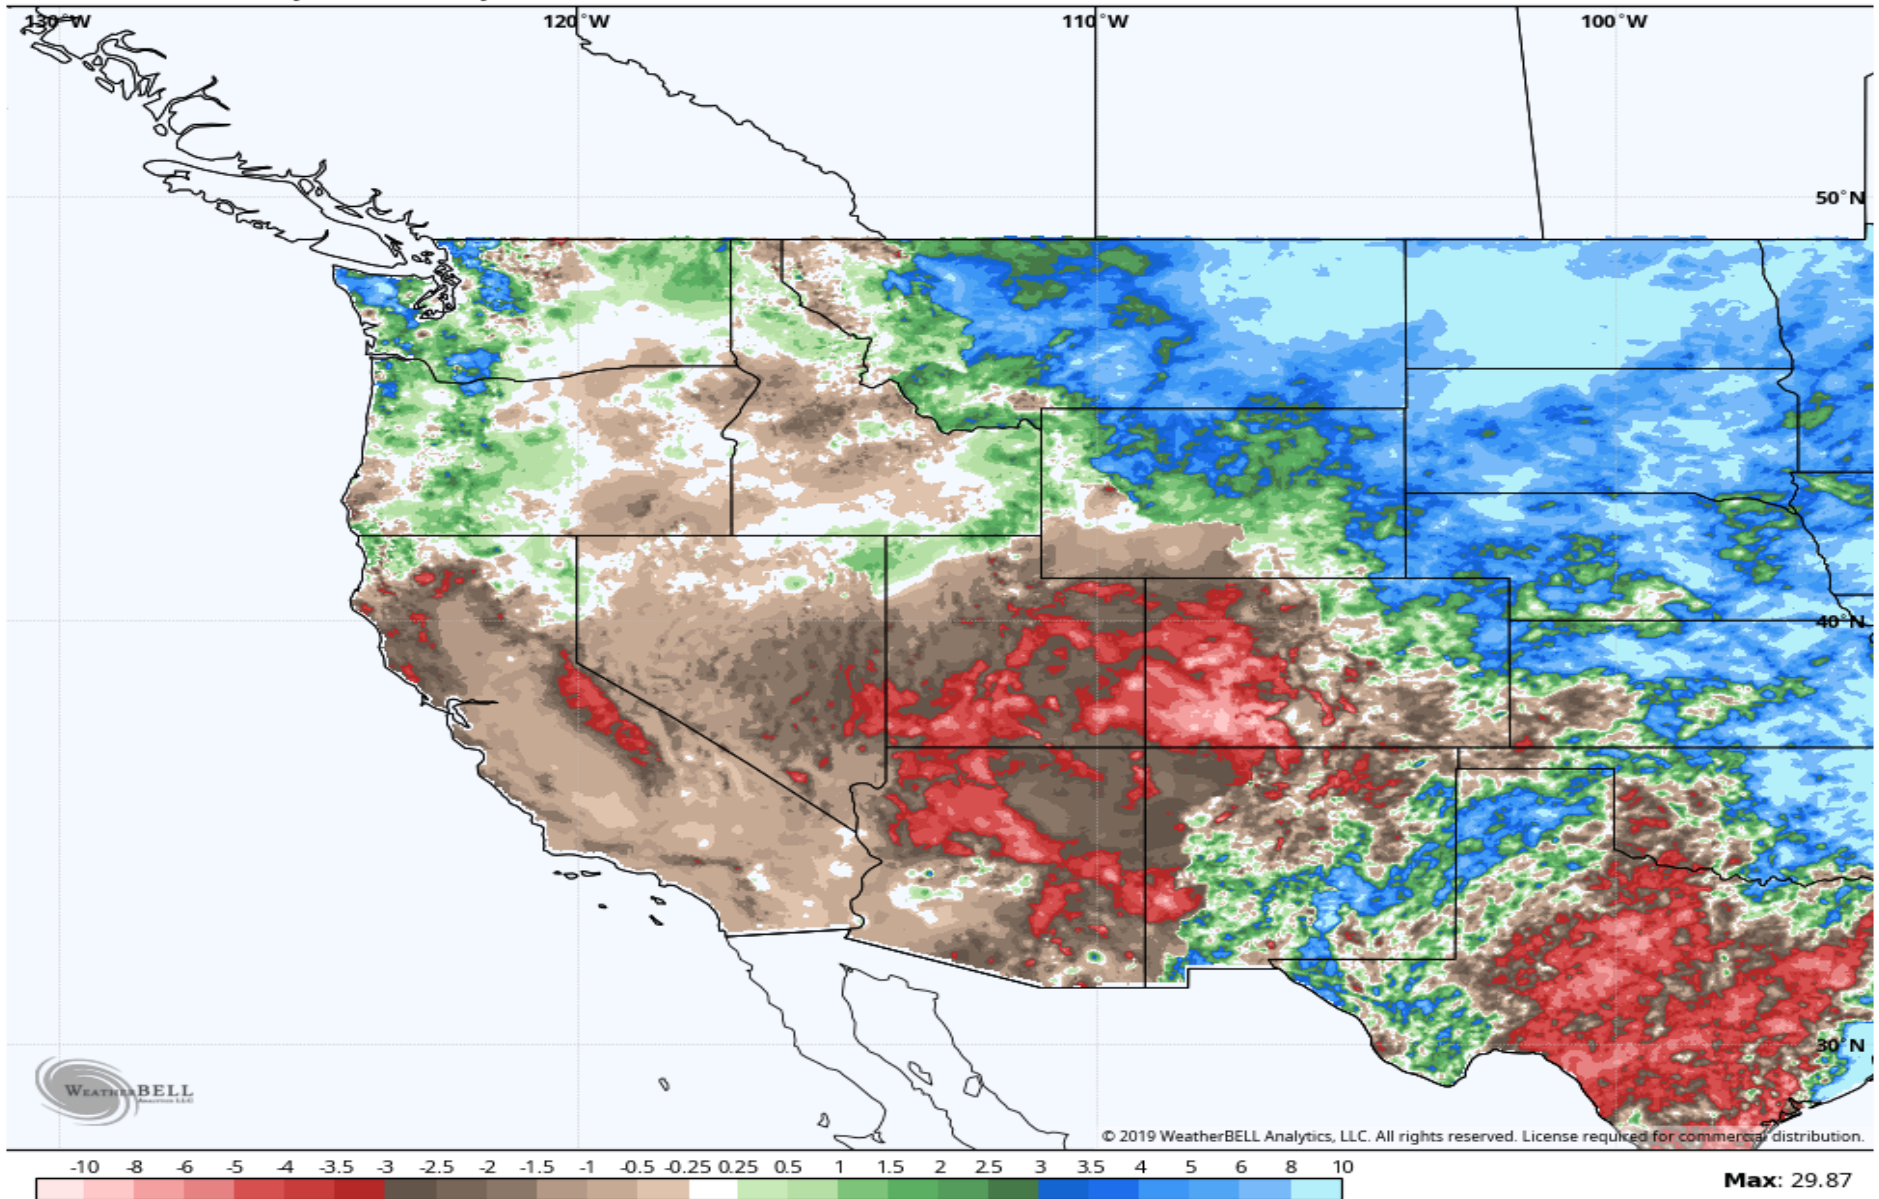 130°W 120°W 110°W 100°W
50°N
40°N
30°N
WEATHERBELL
ANALYTICS LLC
© 2019 WeatherBELL Analytics, LLC. All rights reserved. License required for commercial distribution.
-10 -8 -6 -5 -4 -3.5 -3 -2.5 -2 -1.5 -1 -0.5 -0.25 0.25 0.5 1 1.5 2 2.5 3 3.5 4 5 6 8 10
Max: 29.87